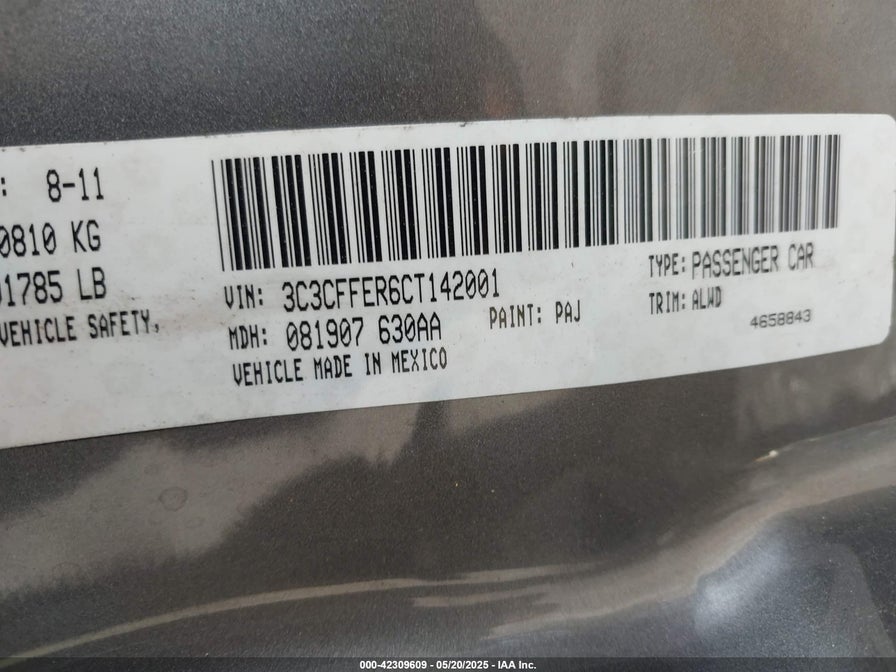 : 8-11
0810 KG
01785 LB
VEHICLE SAFETY,
VIN: 3C3CFFER6CT142001
TYPE: PASSENGER CAR
MDH: 081907 630AA
PAINT: PAJ
TRIM: ALWD
VEHICLE MADE IN MEXICO
4658843
000-42309609 - 05/20/2025 - IAA Inc.